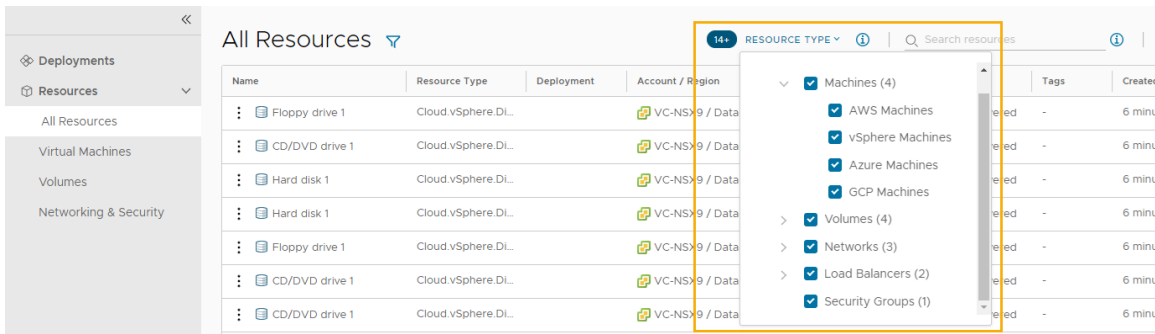 «
All Resources
14+ RESOURCE TYPE
Search resources
Deployments
Resources
All Resources
Virtual Machines
Volumes
Networking & Security
Name Resource Type Deployment Account / Region Tags Created
Floppy drive 1 Cloud.vSphere.Di... VC-NSX9 / Data - 6 minu
CD/DVD drive 1 Cloud.vSphere.Di... VC-NSX9 / Data - 6 minu
Hard disk 1 Cloud.vSphere.Di... VC-NSX9 / Data - 6 minu
Hard disk 1 Cloud.vSphere.Di... VC-NSX9 / Data - 6 minu
Floppy drive 1 Cloud.vSphere.Di... VC-NSX9 / Data - 6 minu
CD/DVD drive 1 Cloud.vSphere.Di... VC-NSX9 / Data - 6 minu
CD/DVD drive 1 Cloud.vSphere.Di... VC-NSX9 / Data - 6 minu
Machines (4)
AWS Machines
vSphere Machines
Azure Machines
GCP Machines
Volumes (4)
Networks (3)
Load Balancers (2)
Security Groups (1)